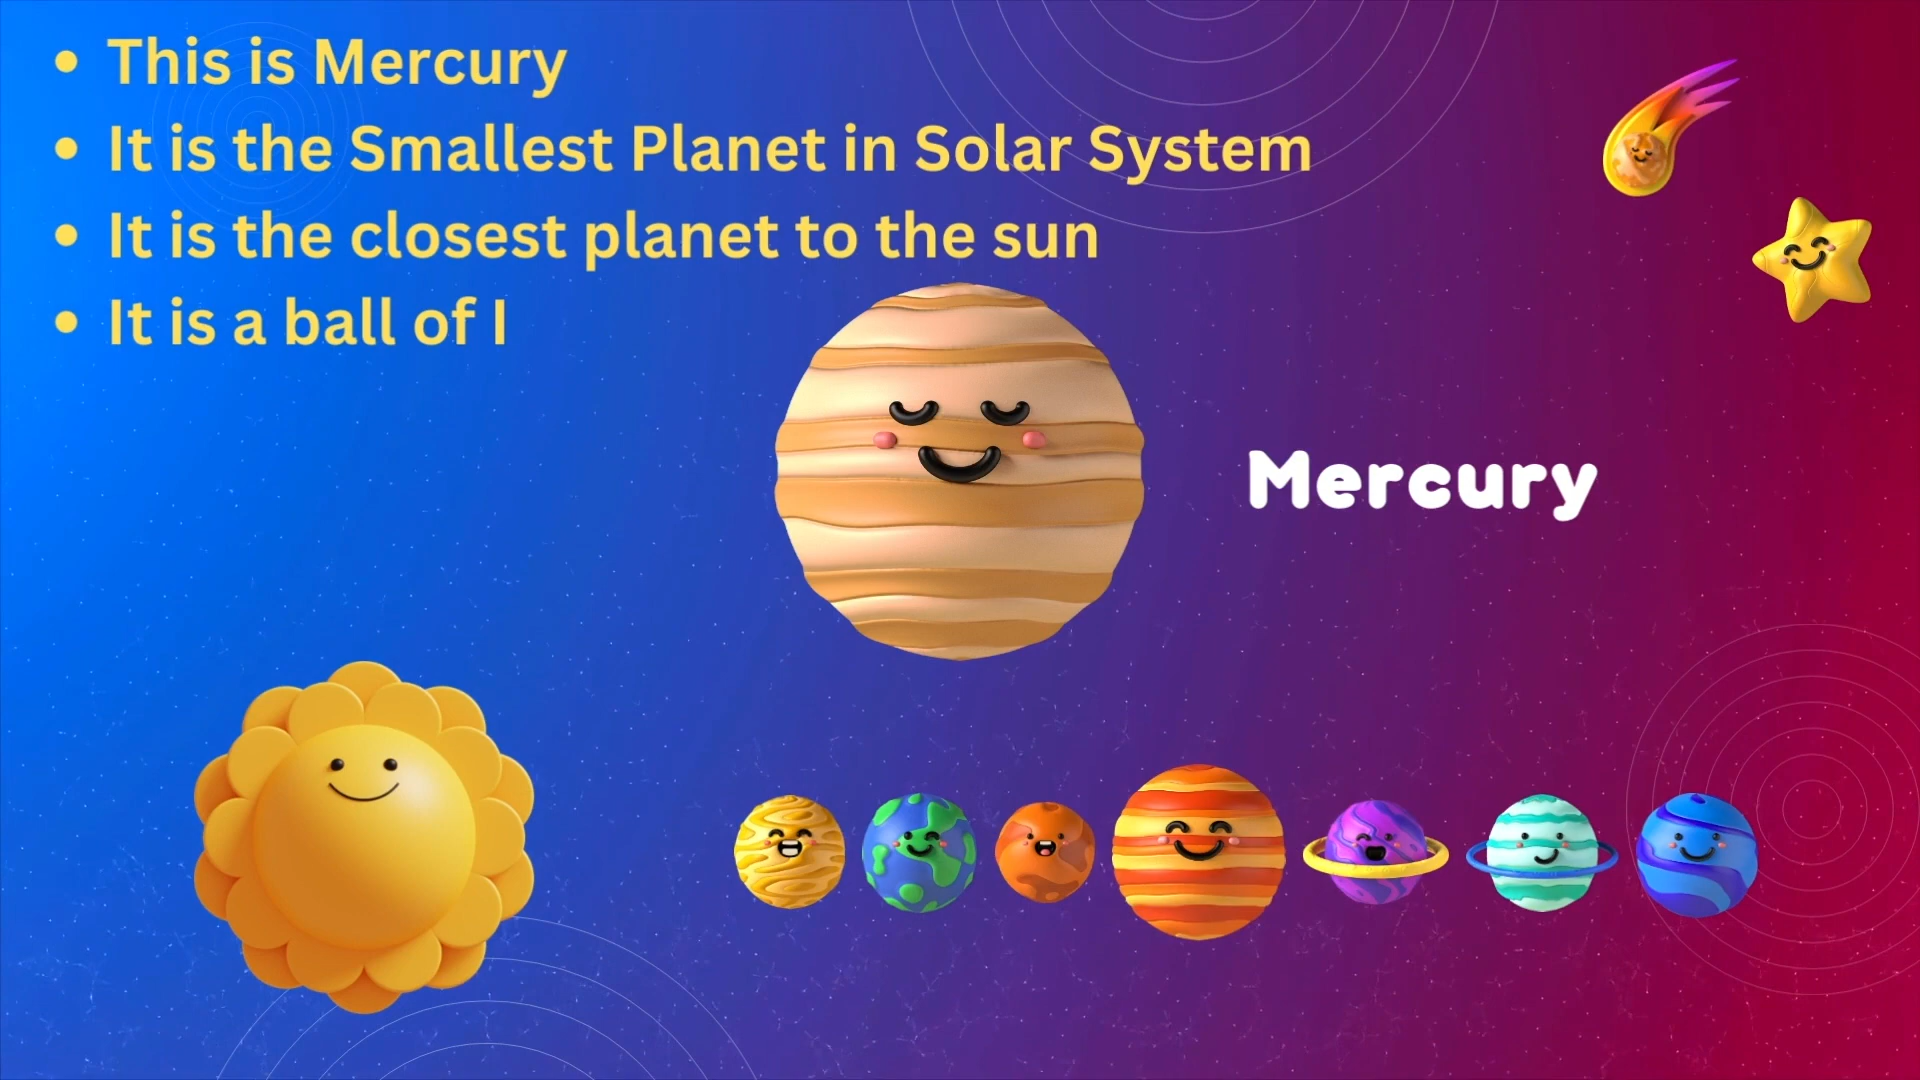 • This is Mercury
• It is the Smallest Planet in Solar System
• It is the closest planet to the sun
• It is a ball of I
Mercury